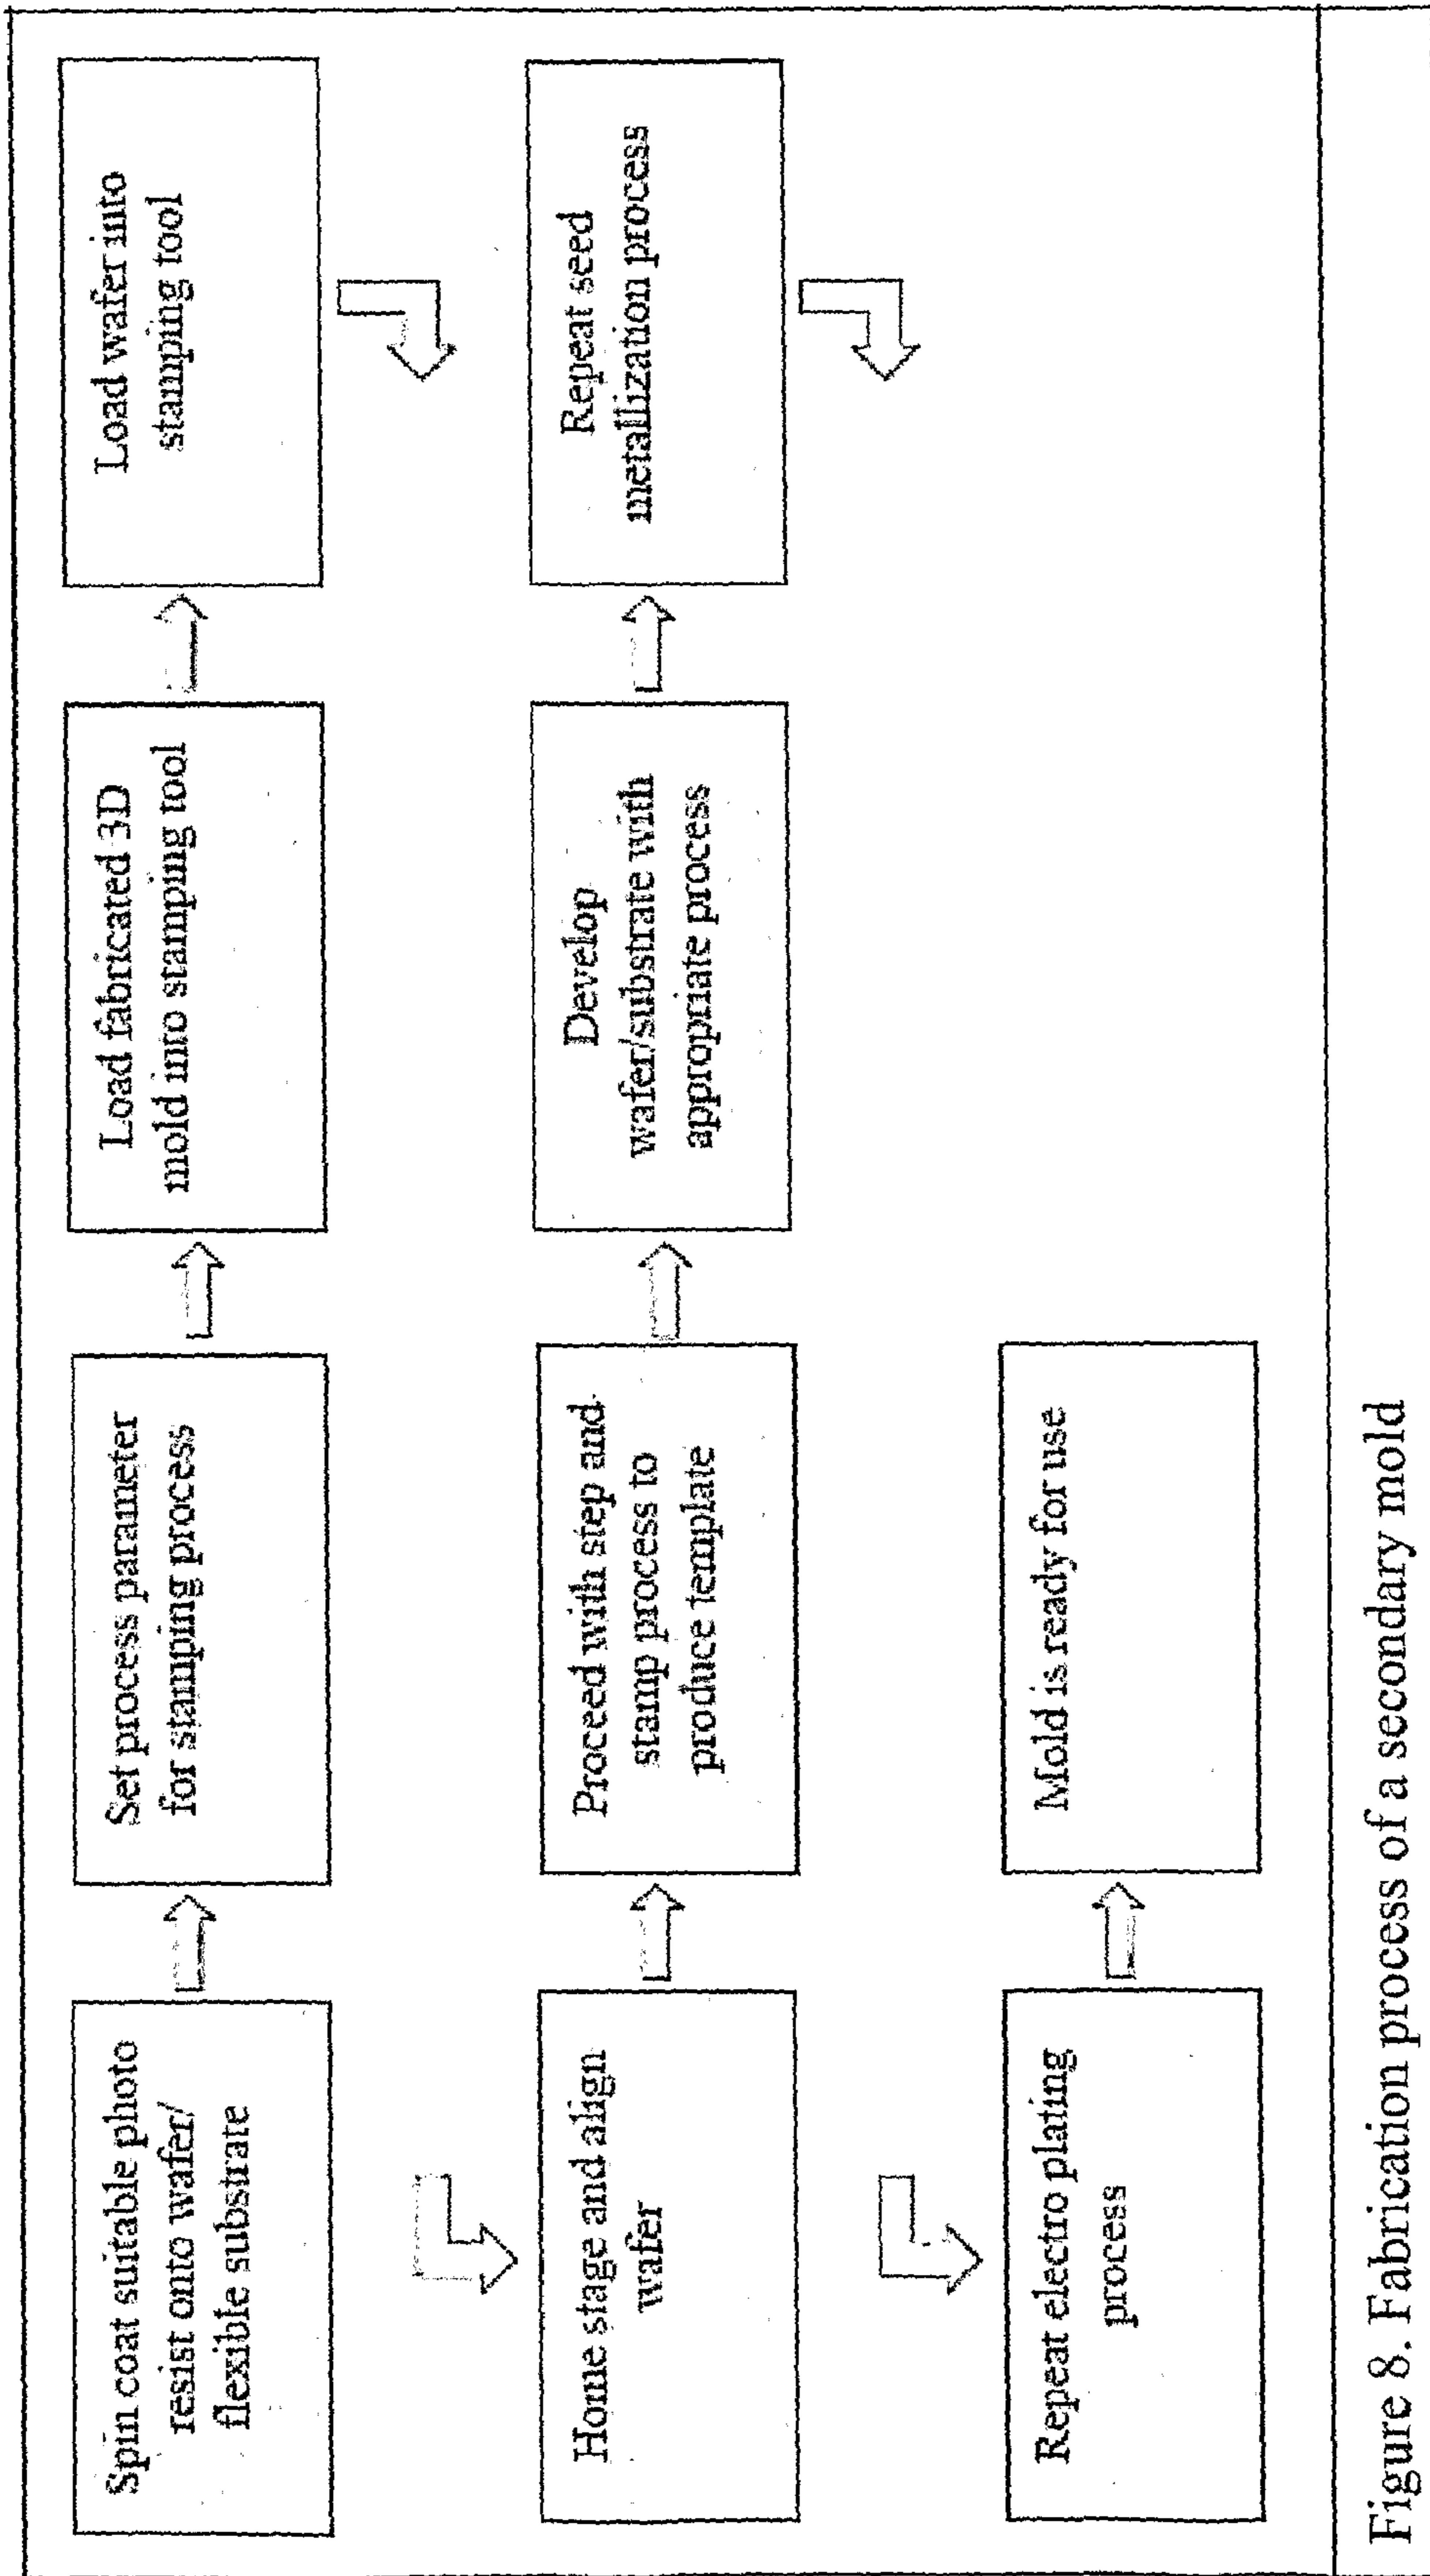 Spin coat suitable photo
resist onto wafer/
flexible substrate
Set process parameter
for stamping process
Load fabricated 3D
mold into stamping tool
Load wafer into
stamping tool
Home stage and align
wafer
Proceed with step and
stamp process to
produce template
Develop
wafer/substrate with
appropriate process
Repeat seed
metallization process
Repeat electro plating
process
Mold is ready for use
Figure 8. Fabrication process of a secondary mold